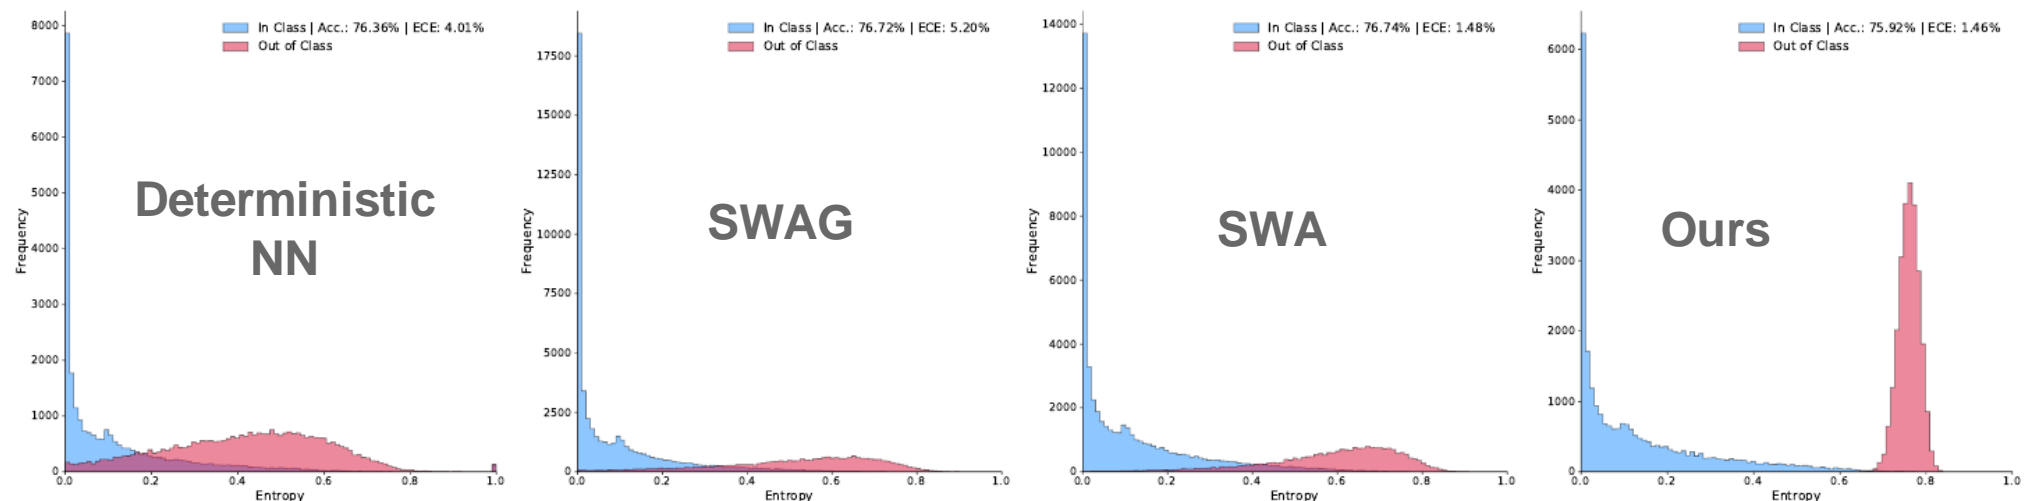 8000
7000
6000
5000
4000
3000
2000
1000
0
Frequency
In Class | Acc.: 76.36% | ECE: 4.01%
Out of Class
Deterministic
NN
0.0 0.2 0.4 0.6 0.8 1.0
Entropy
17500
15000
12500
10000
7500
5000
2500
0
Frequency
In Class | Acc.: 76.72% | ECE: 5.20%
Out of Class
SWAG
0.0 0.2 0.4 0.6 0.8 1.0
Entropy
14000
12000
10000
8000
6000
4000
2000
0
Frequency
In Class | Acc.: 76.74% | ECE: 1.48%
Out of Class
SWA
0.0 0.2 0.4 0.6 0.8 1.0
Entropy
6000
5000
4000
3000
2000
1000
0
Frequency
In Class | Acc.: 75.92% | ECE: 1.46%
Out of Class
Ours
0.0 0.2 0.4 0.6 0.8 1.0
Entropy